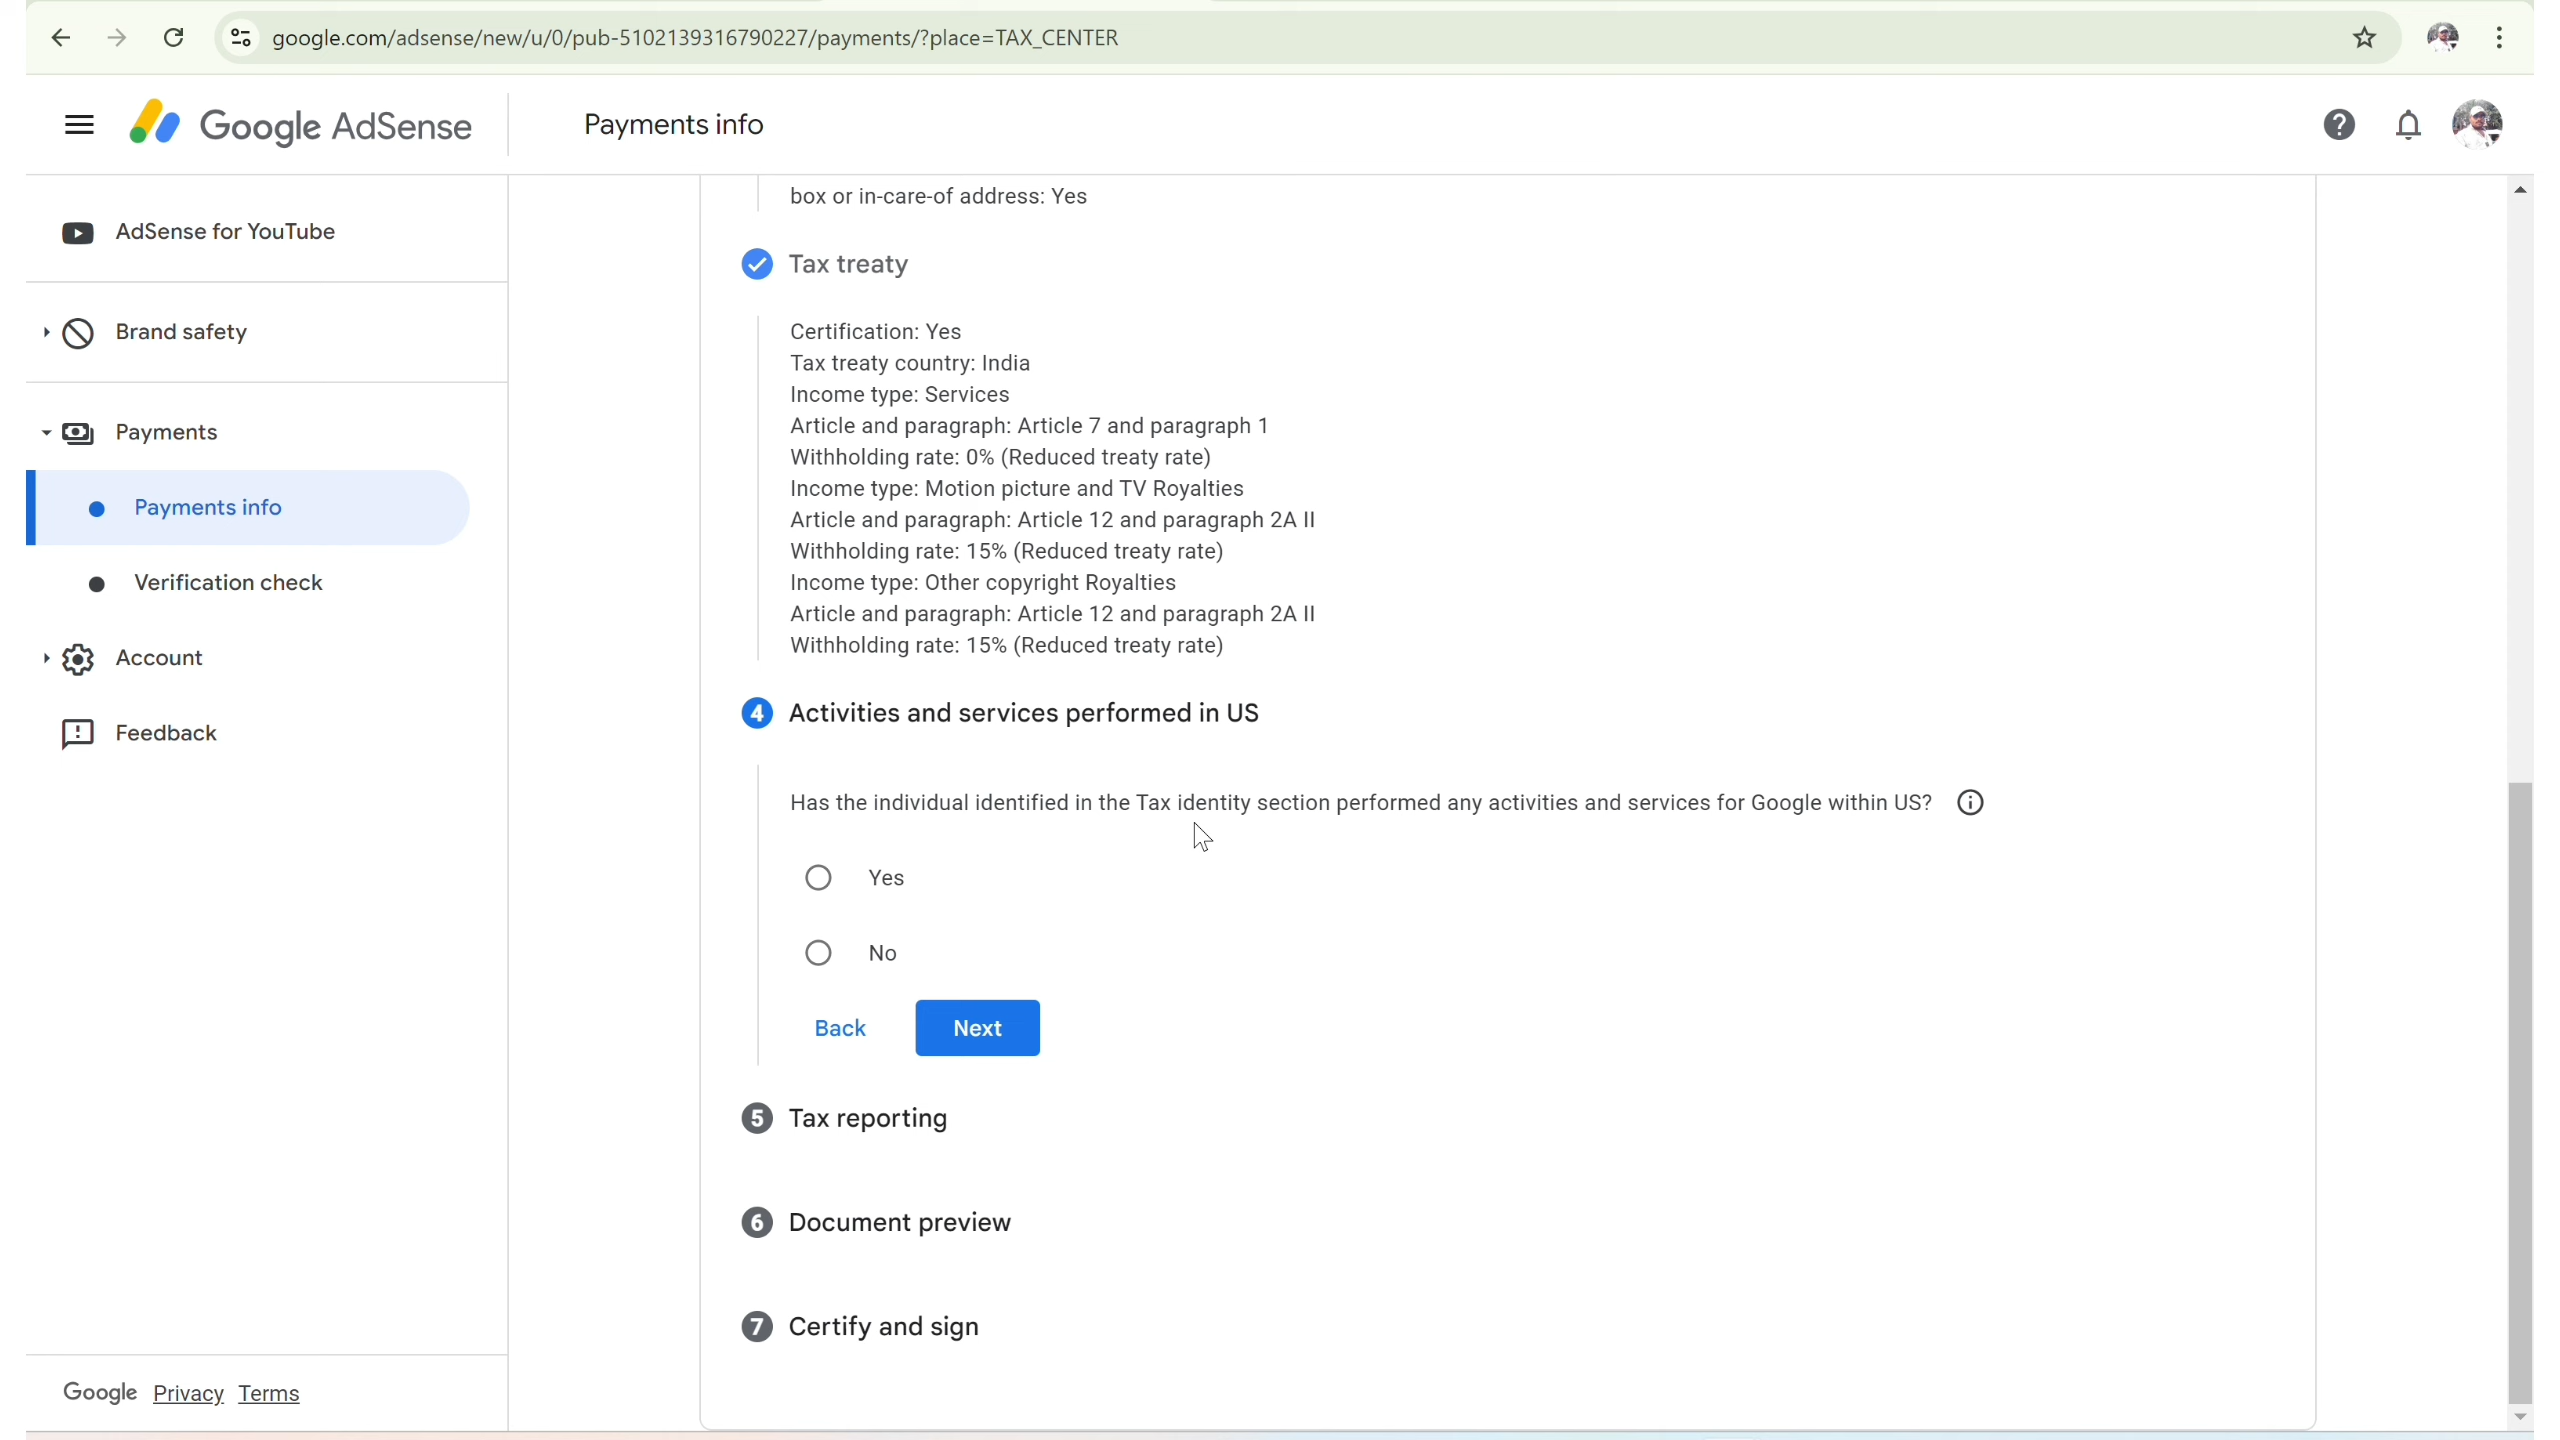 google.com/adsense/new/u/0/pub-5102139316790227/payments/?place=TAX_CENTER
Google AdSense
Payments info
AdSense for YouTube
Brand safety
Payments
Payments info
Verification check
Account
Feedback
Google Privacy Terms
box or in-care-of address: Yes
Tax treaty
Certification: Yes
Tax treaty country: India
Income type: Services
Article and paragraph: Article 7 and paragraph 1
Withholding rate: 0% (Reduced treaty rate)
Income type: Motion picture and TV Royalties
Article and paragraph: Article 12 and paragraph 2A II
Withholding rate: 15% (Reduced treaty rate)
Income type: Other copyright Royalties
Article and paragraph: Article 12 and paragraph 2A II
Withholding rate: 15% (Reduced treaty rate)
4 Activities and services performed in US
Has the individual identified in the Tax identity section performed any activities and services for Google within US?
Yes
No
Back Next
5 Tax reporting
6 Document preview
7 Certify and sign